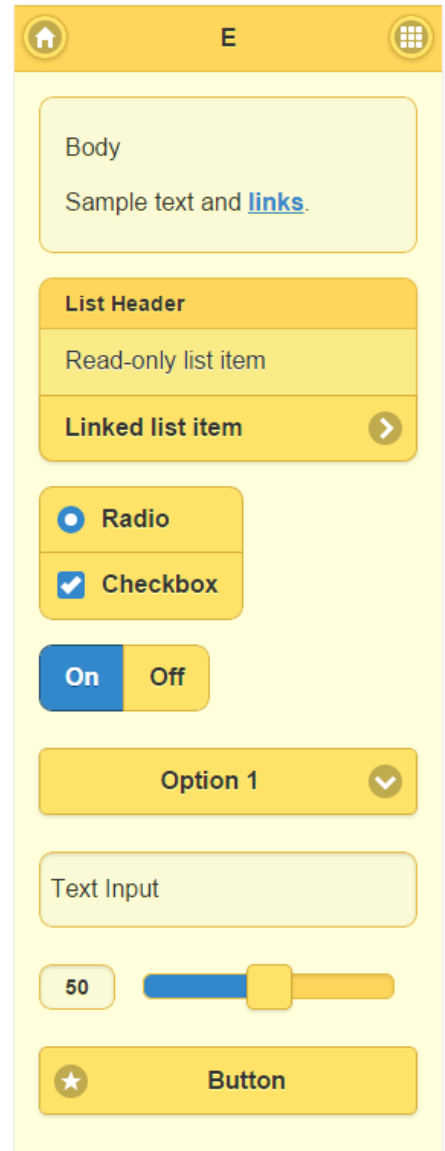 E
Body
Sample text and links.
List Header
Read-only list item
Linked list item
Radio
Checkbox
On Off
Option 1
Text Input
50
Button